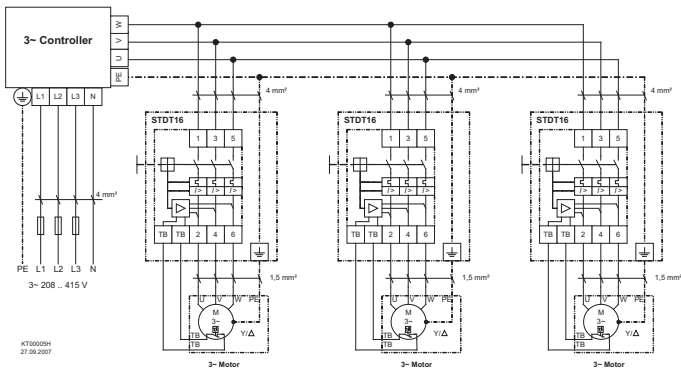 3~ Controller
W
V
U
PE
L1 L2 L3 N
4 mm²
PE L1 L2 L3 N
3~ 208 .. 415 V
KT00005H
27.09.2007
4 mm²
STDT16
1 3 5
I > I > I >
TB TB 2 4 6
1,5 mm²
U V W PE
M
3~
Y/Δ
TB
TB
3~ Motor
4 mm²
STDT16
1 3 5
I > I > I >
TB TB 2 4 6
1,5 mm²
U V W PE
M
3~
Y/Δ
TB
TB
3~ Motor
4 mm²
STDT16
1 3 5
I > I > I >
TB TB 2 4 6
1,5 mm²
U V W PE
M
3~
Y/Δ
TB
TB
3~ Motor